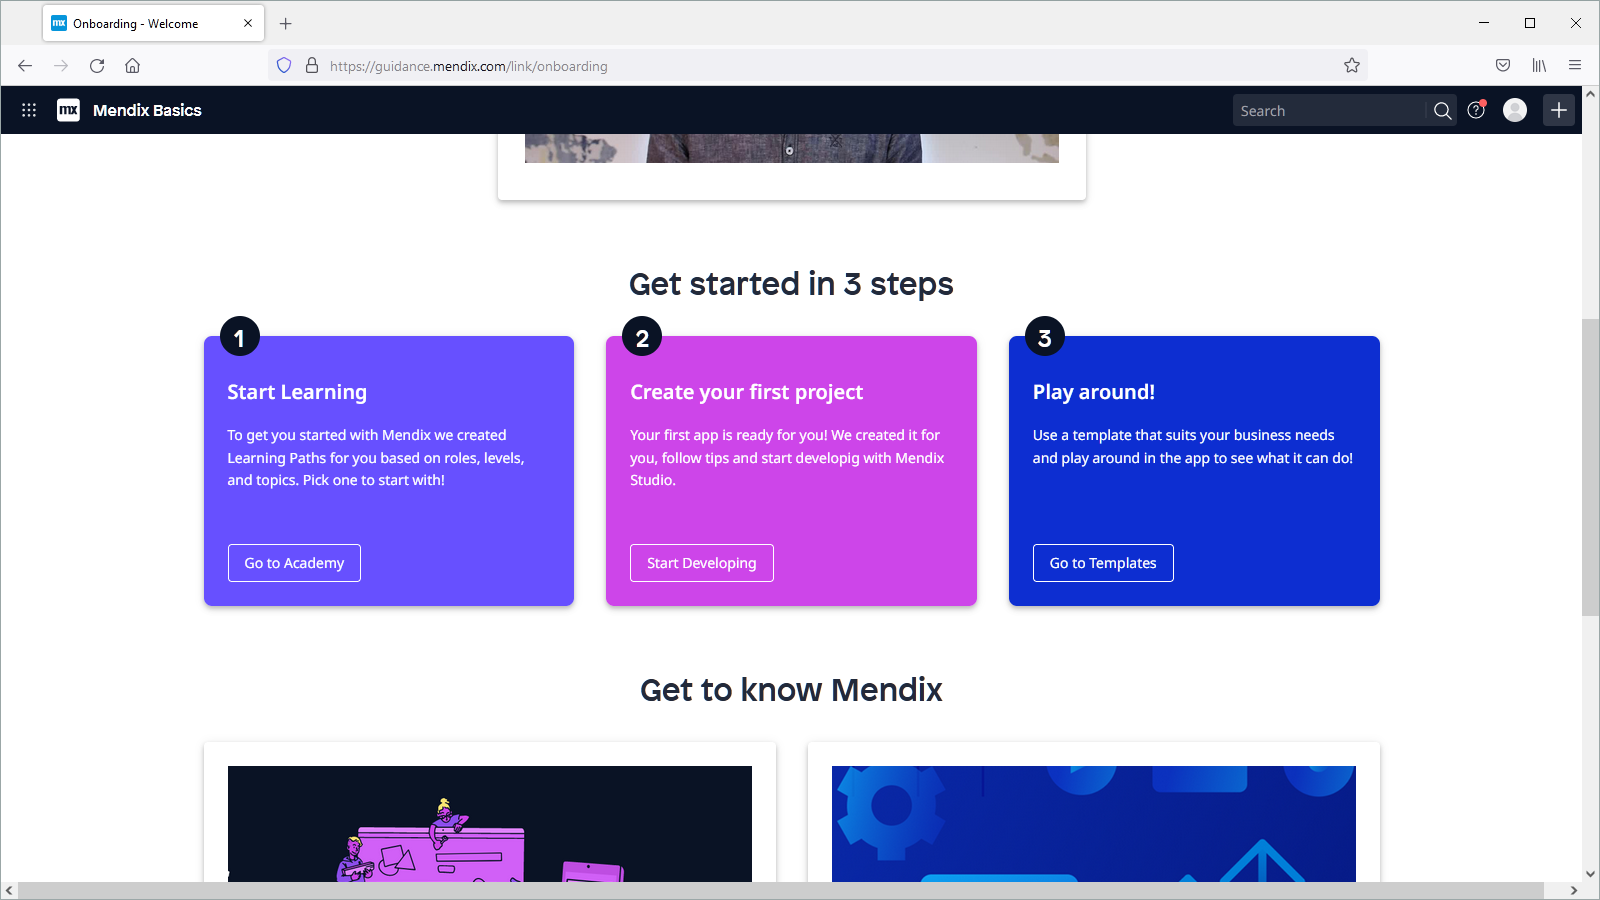 mx Onboarding - Welcome
https://guidance.mendix.com/link/onboarding
mx Mendix Basics
Search
Get started in 3 steps
1
Start Learning
To get you started with Mendix we created
Learning Paths for you based on roles, levels,
and topics. Pick one to start with!
Go to Academy
2
Create your first project
Your first app is ready for you! We created it for
you, follow tips and start developig with Mendix
Studio.
Start Developing
3
Play around!
Use a template that suits your business needs
and play around in the app to see what it can do!
Go to Templates
Get to know Mendix